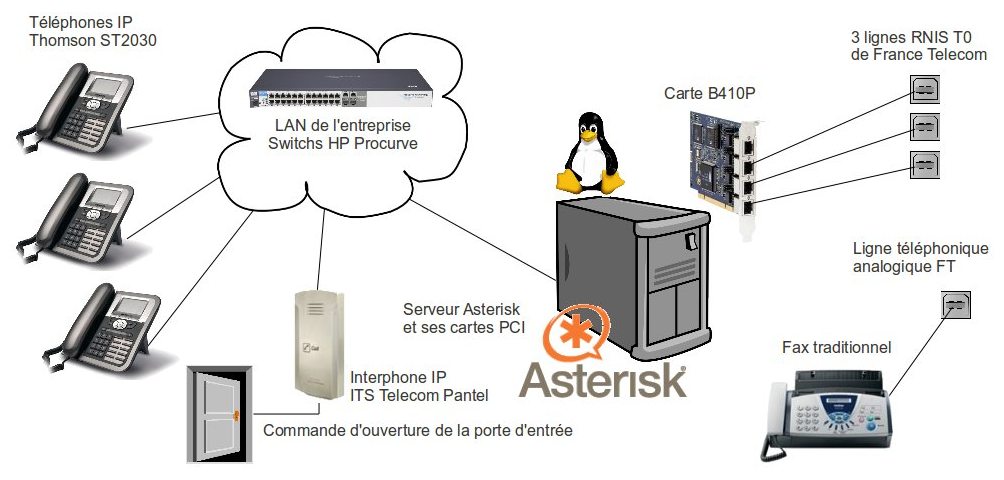 Téléphones IP
Thomson ST2030
3 lignes RNIS T0
de France Telecom
Carte B410P
LAN de l'entreprise
Switchs HP Procurve
Ligne téléphonique
analogique FT
Serveur Asterisk
et ses cartes PCI
Fax traditionnel
Interphone IP
ITS Telecom Pantel
Asterisk
Commande d'ouverture de la porte d'entrée